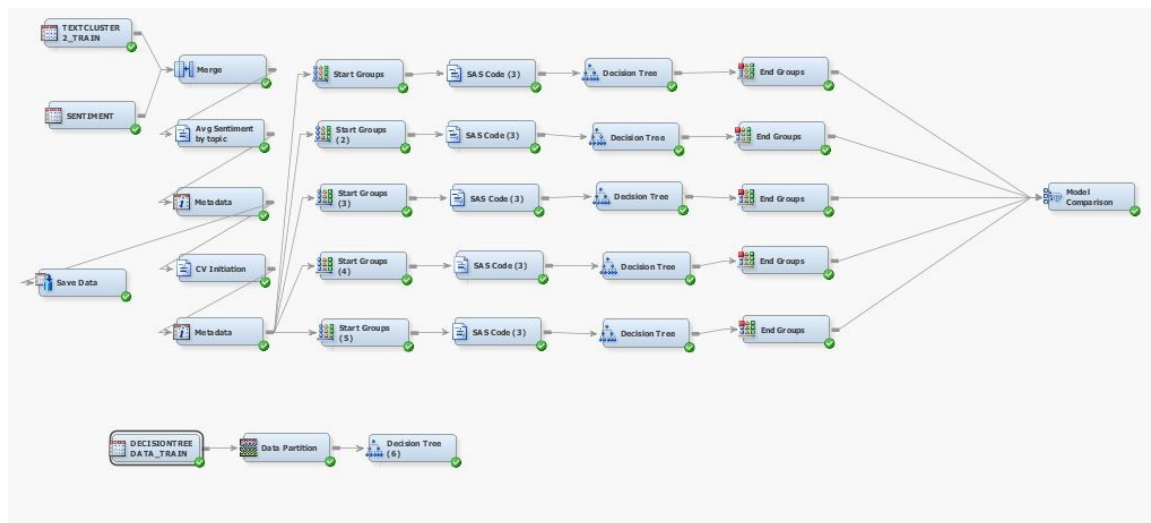 TEXTCLUSTER
2_TRAIN
Merge
SENTIMENT
Avg Sentiment
by topic
Metadata
Save Data
CV Initiation
Metadata
Start Groups
SAS Code (3)
Decision Tree
End Groups
Start Groups
(2)
SAS Code (3)
Decision Tree
End Groups
Start Groups
(3)
SAS Code (3)
Decision Tree
End Groups
Start Groups
(4)
SAS Code (3)
Decision Tree
End Groups
Start Groups
(5)
SAS Code (3)
Decision Tree
End Groups
Model
Comparison
DECISIONTREE
DATA_TRAIN
Data Partition
Decision Tree
(6)